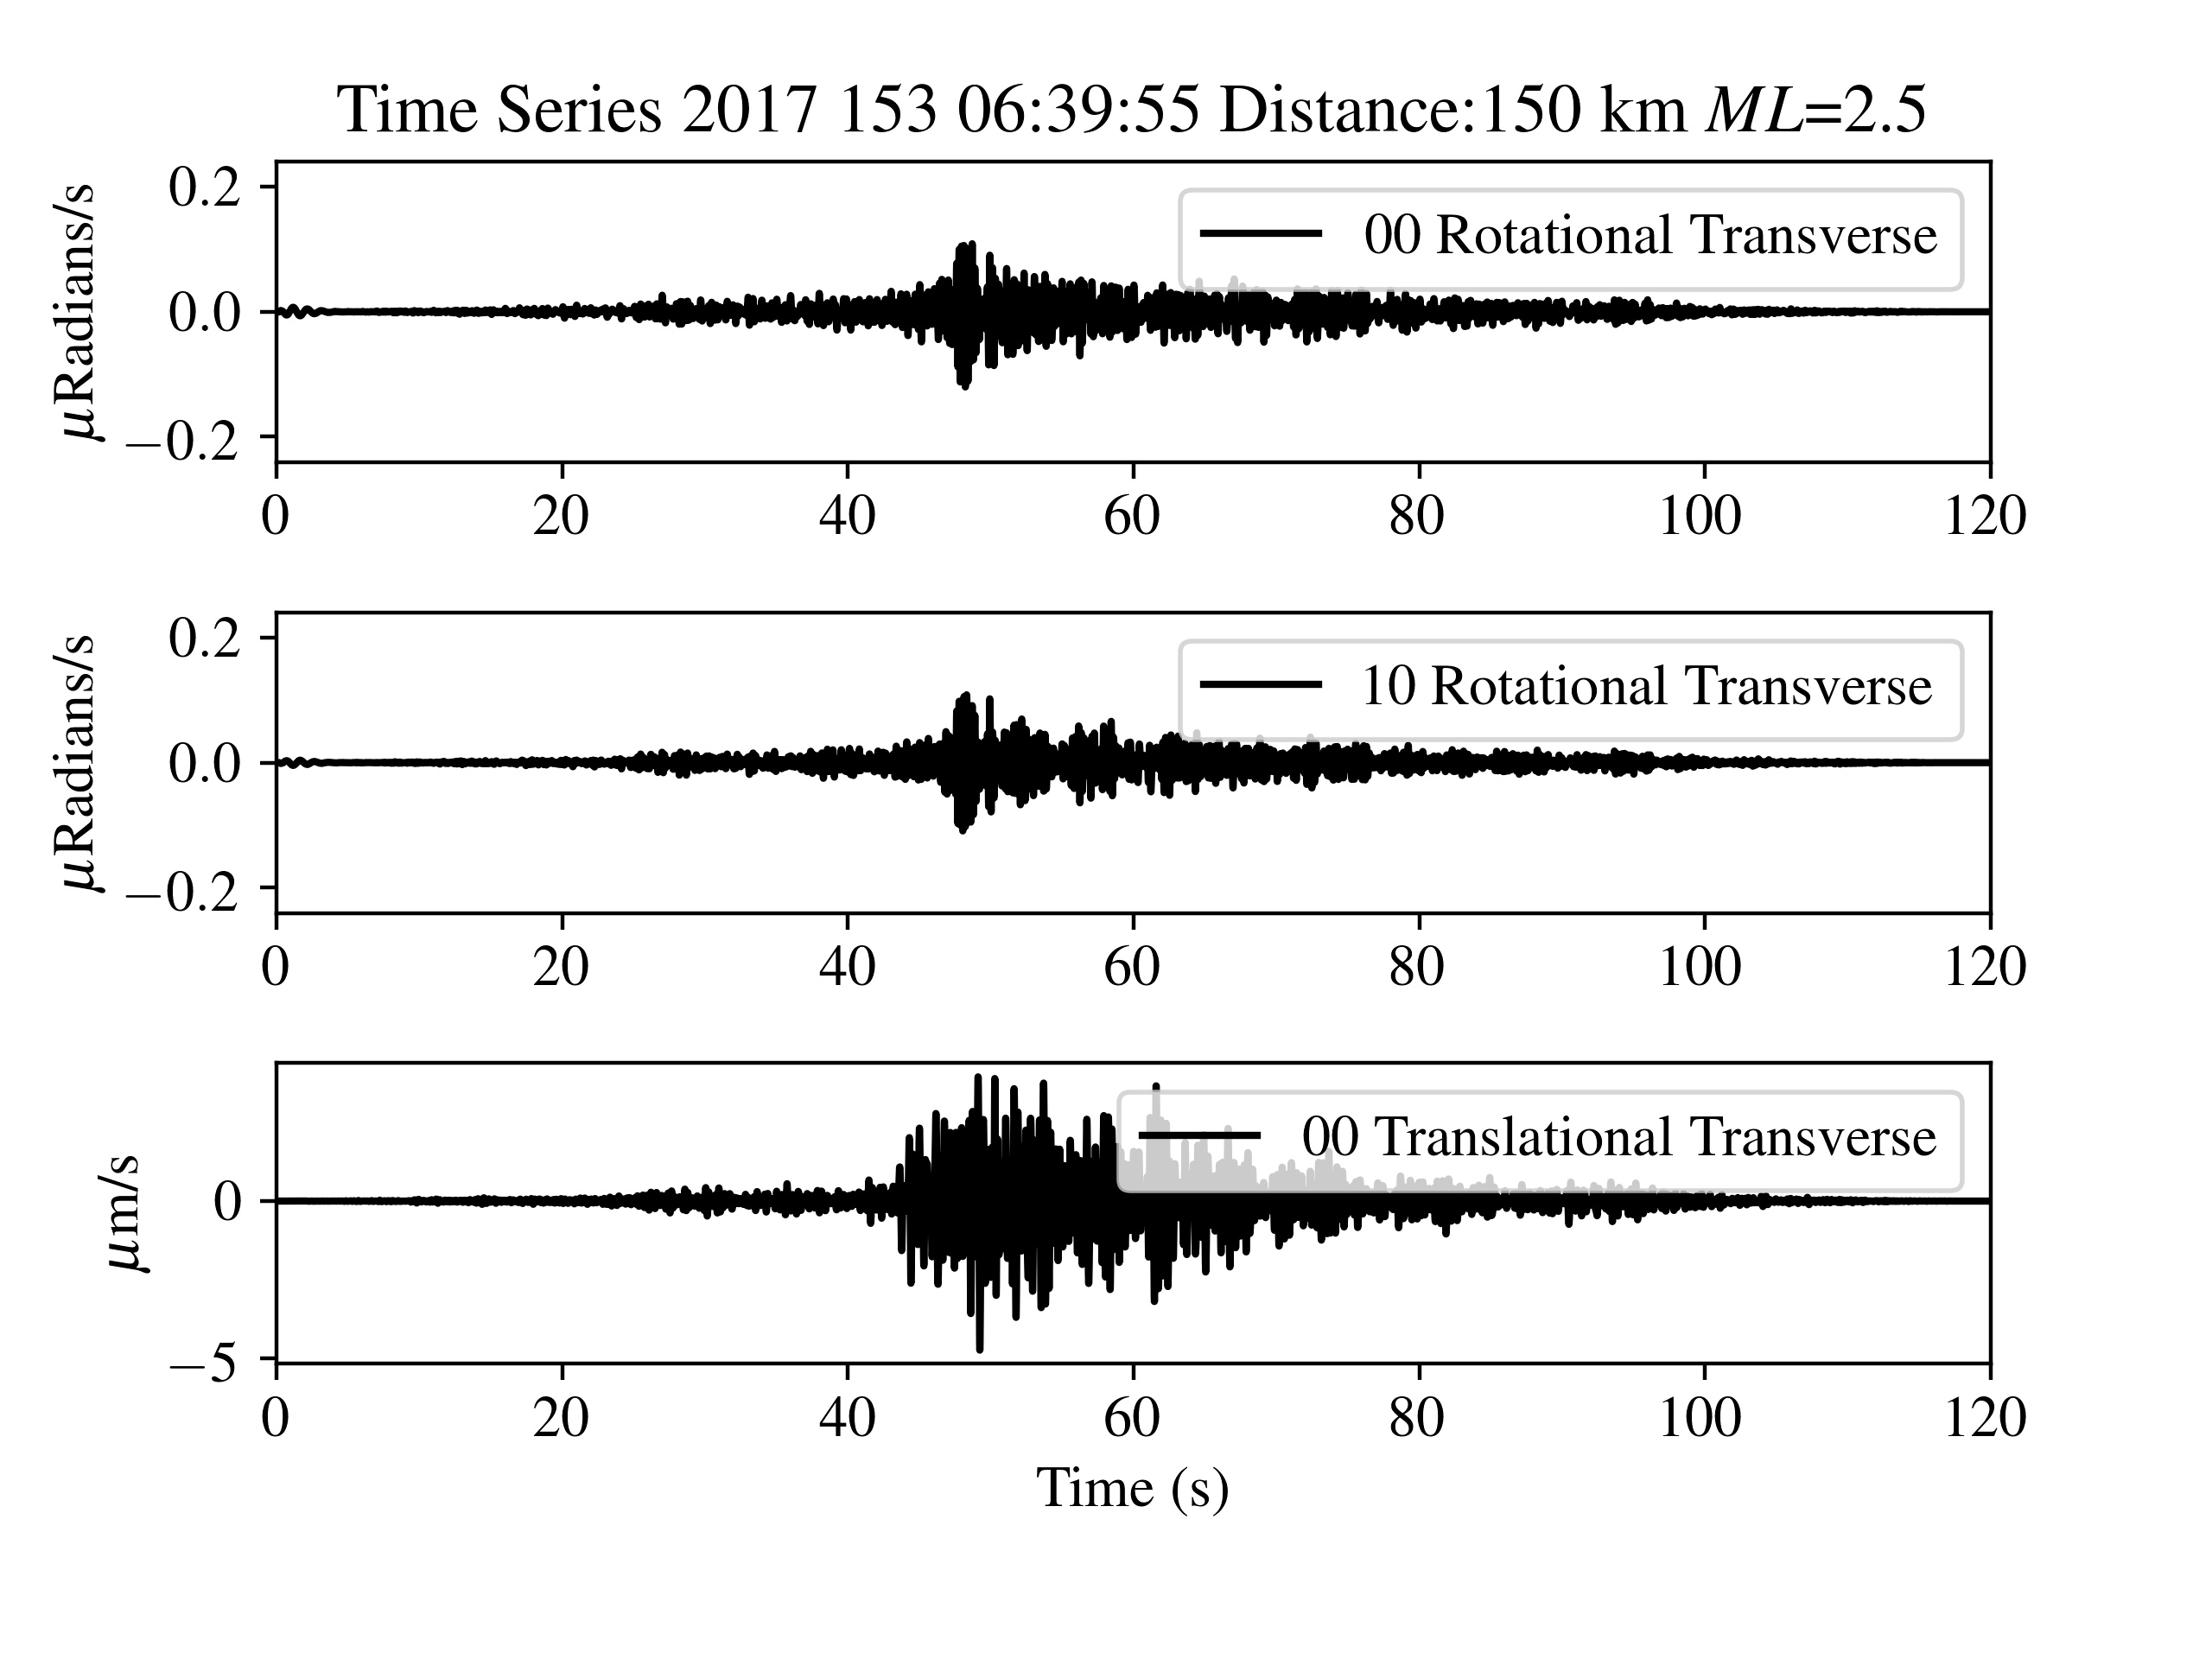 Time Series 2017 153 06:39:55 Distance:150 km ML=2.5
μRadians/s
0.2
0.0
−0.2
00 Rotational Transverse
0 20 40 60 80 100 120
μRadians/s
0.2
0.0
−0.2
10 Rotational Transverse
0 20 40 60 80 100 120
μm/s
0
−5
00 Translational Transverse
0 20 40 60 80 100 120
Time (s)